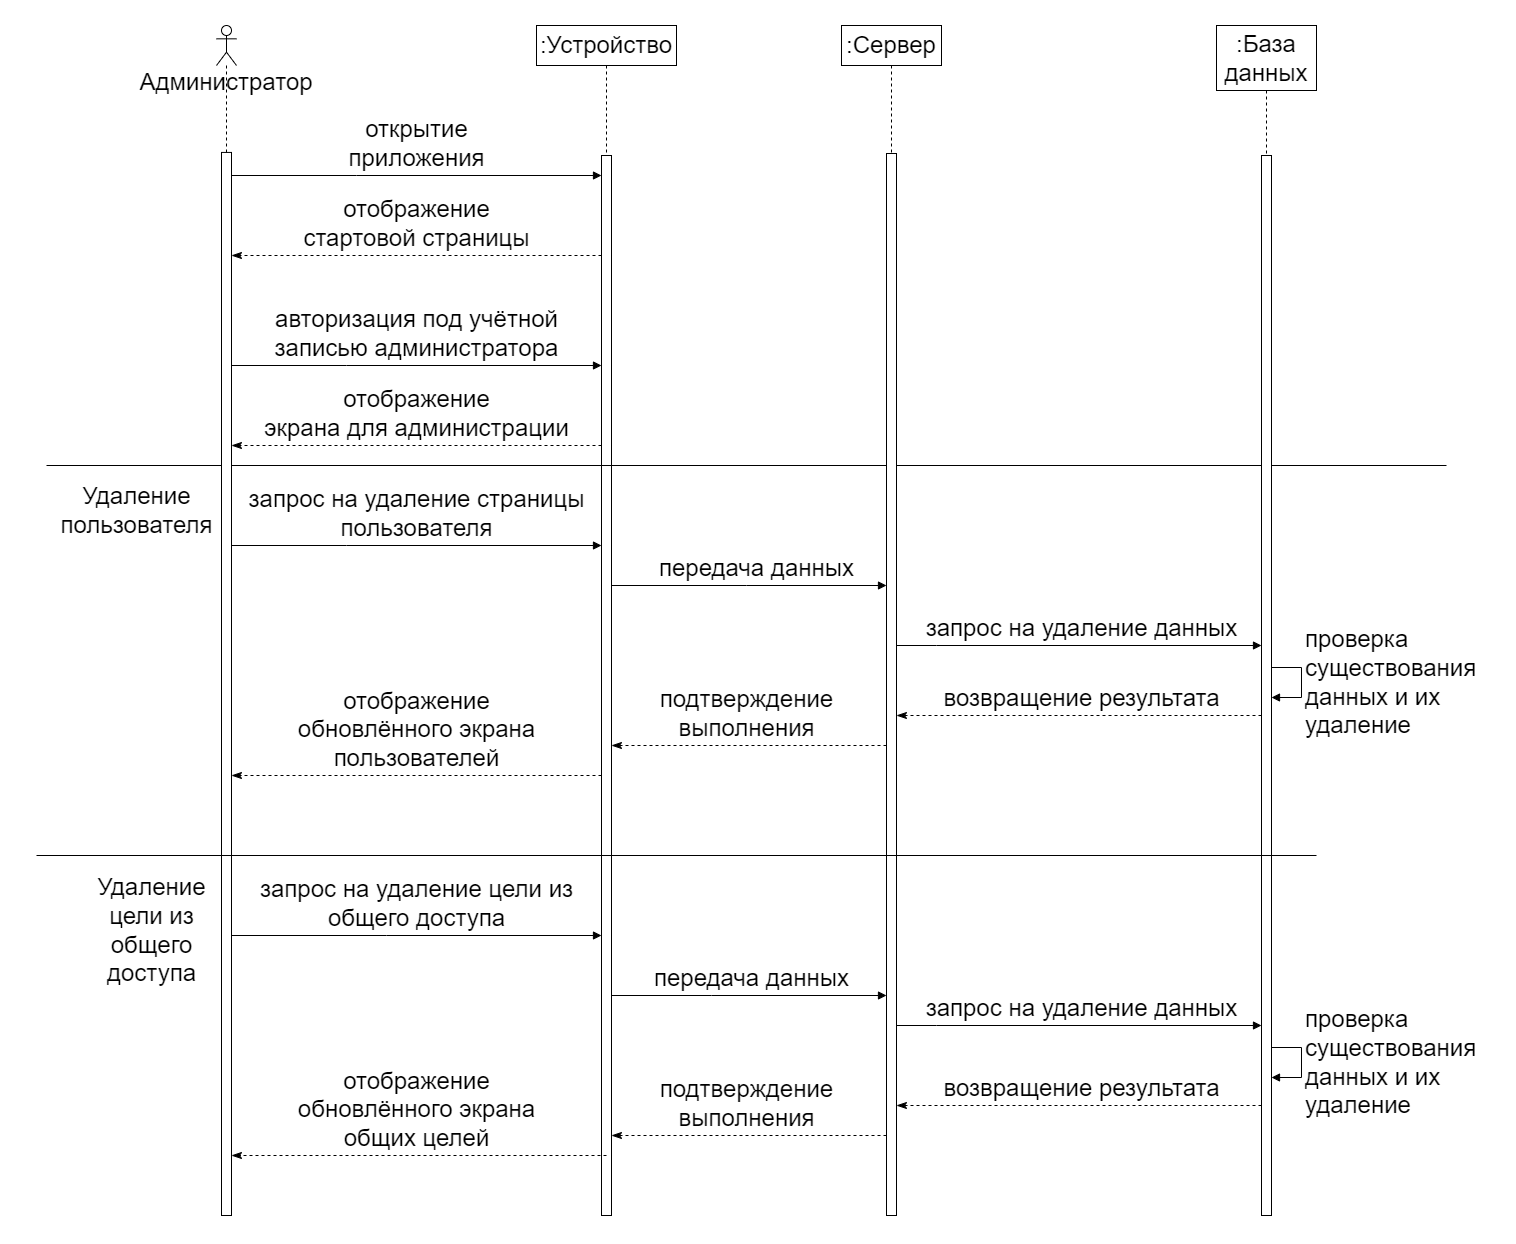 Администратор
:Устройство
:Сервер
:База
данных
открытие
приложения
отображение
стартовой страницы
авторизация под учётной
записью администратора
отображение
экрана для администрации
Удаление
пользователя
запрос на удаление страницы
пользователя
передача данных
запрос на удаление данных
проверка
существования
данных и их
удаление
возвращение результата
подтверждение
выполнения
отображение
обновлённого экрана
пользователей
Удаление
цели из
общего
доступа
запрос на удаление цели из
общего доступа
передача данных
запрос на удаление данных
проверка
существования
данных и их
удаление
возвращение результата
подтверждение
выполнения
отображение
обновлённого экрана
общих целей